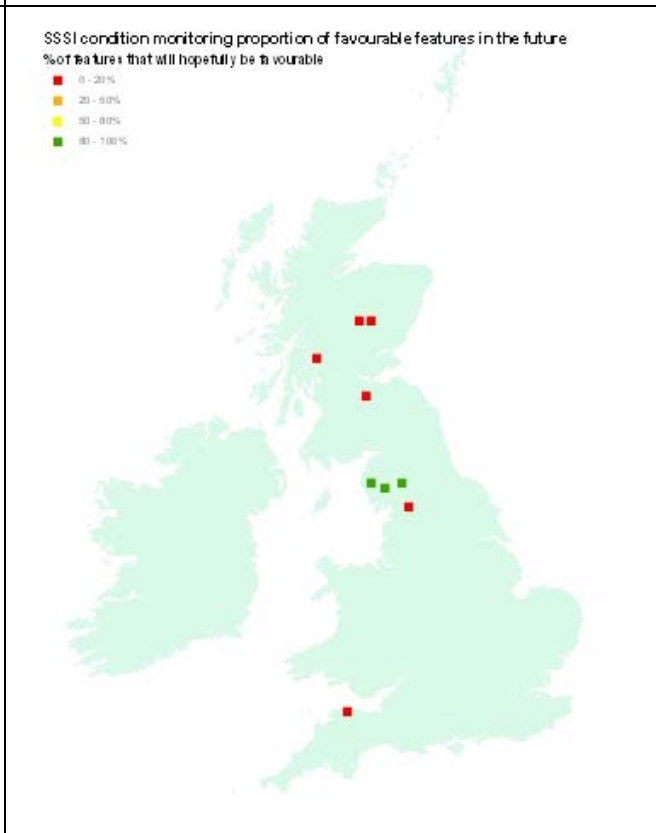 SSSI condition monitoring proportion of favourable features in the future
% of features that will hopefully be favourable
0 - 20%
20 - 50%
50 - 80%
80 - 100%